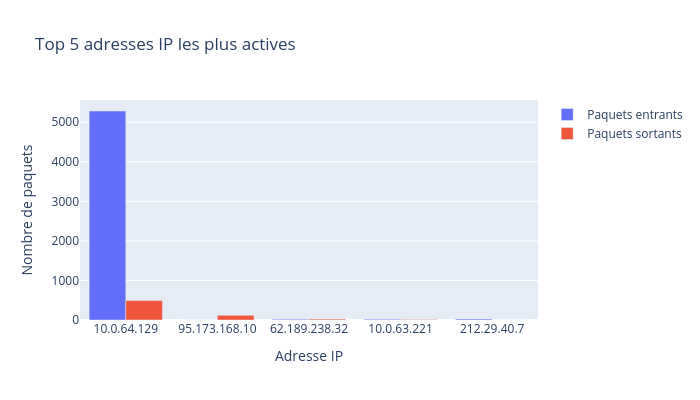 Top 5 adresses IP les plus actives
Paquets entrants
Paquets sortants
Nombre de paquets
5000
4000
3000
2000
1000
0
10.0.64.129
95.173.168.10
62.189.238.32
10.0.63.221
212.29.40.7
Adresse IP